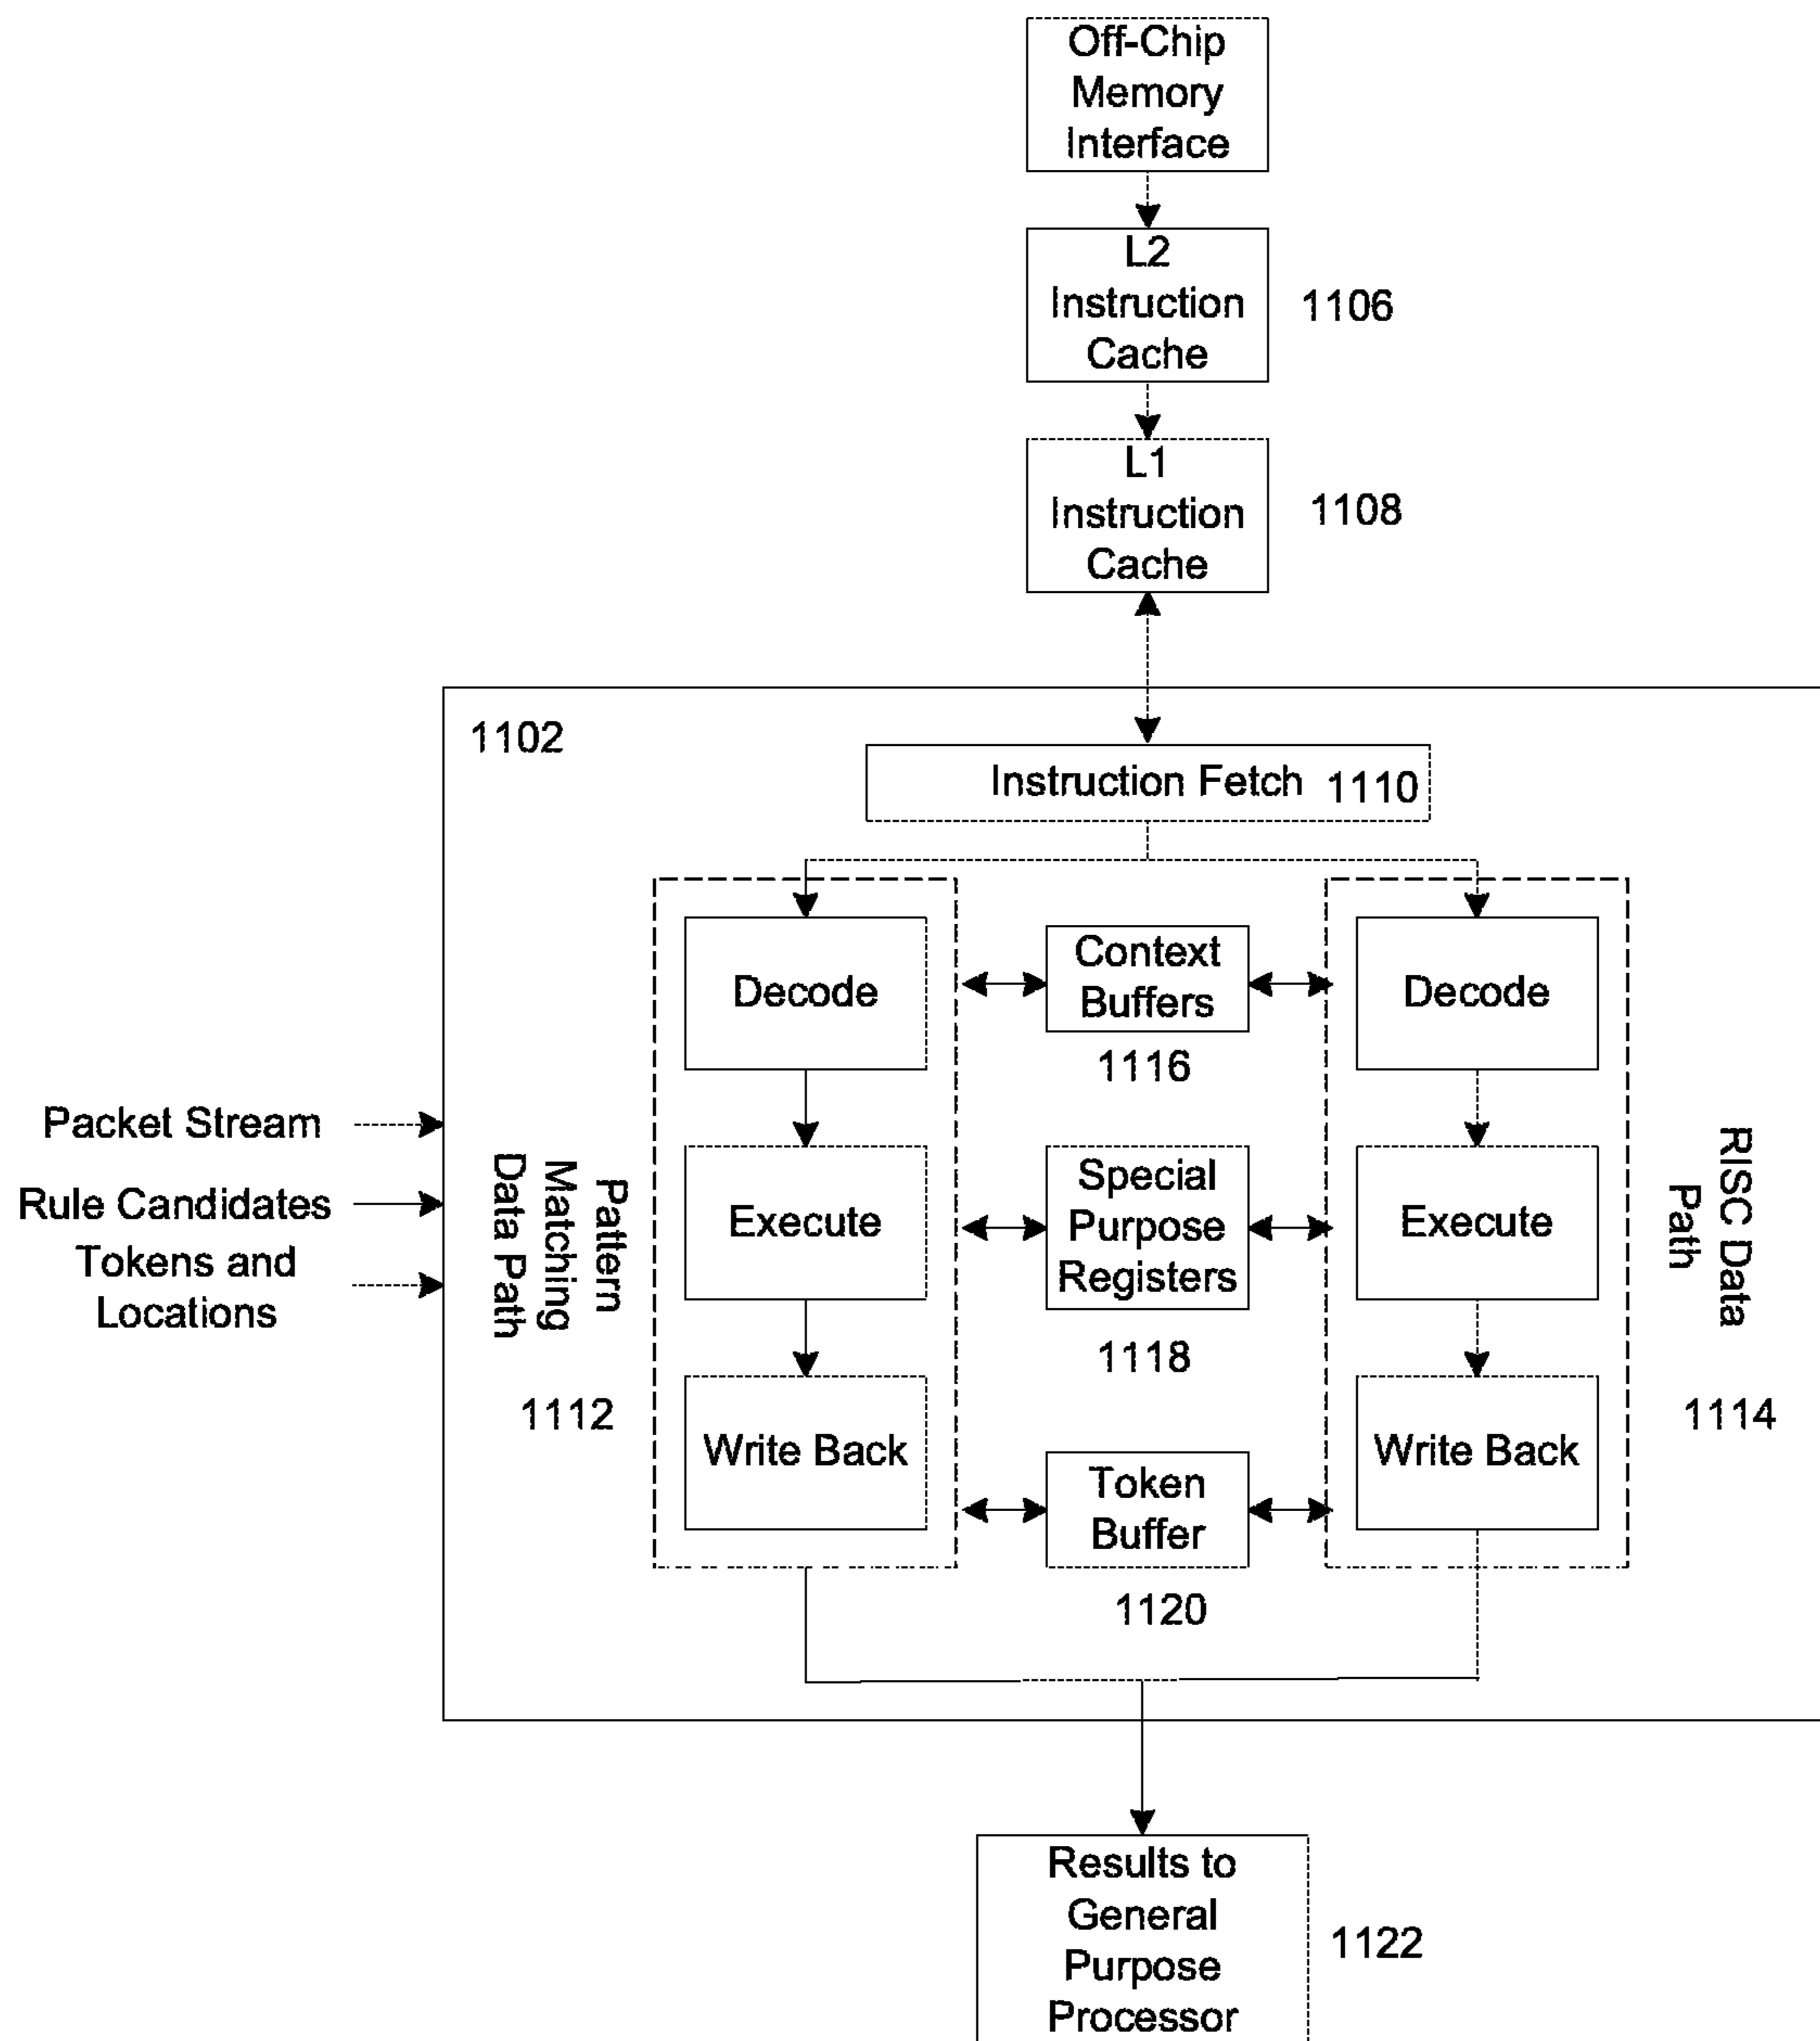 Off-Chip
Memory
Interface
L2
Instruction
Cache
1106
L1
Instruction
Cache
1108
1102
Instruction Fetch 1110
Decode
Context
Buffers
1116
Decode
Packet Stream
Rule Candidates
Tokens and
Locations
Pattern
Matching
Data Path
1112
Execute
Special
Purpose
Registers
1118
Execute
RISC Data
Path
1114
Write Back
Token
Buffer
1120
Write Back
Results to
General
Purpose
Processor
1122